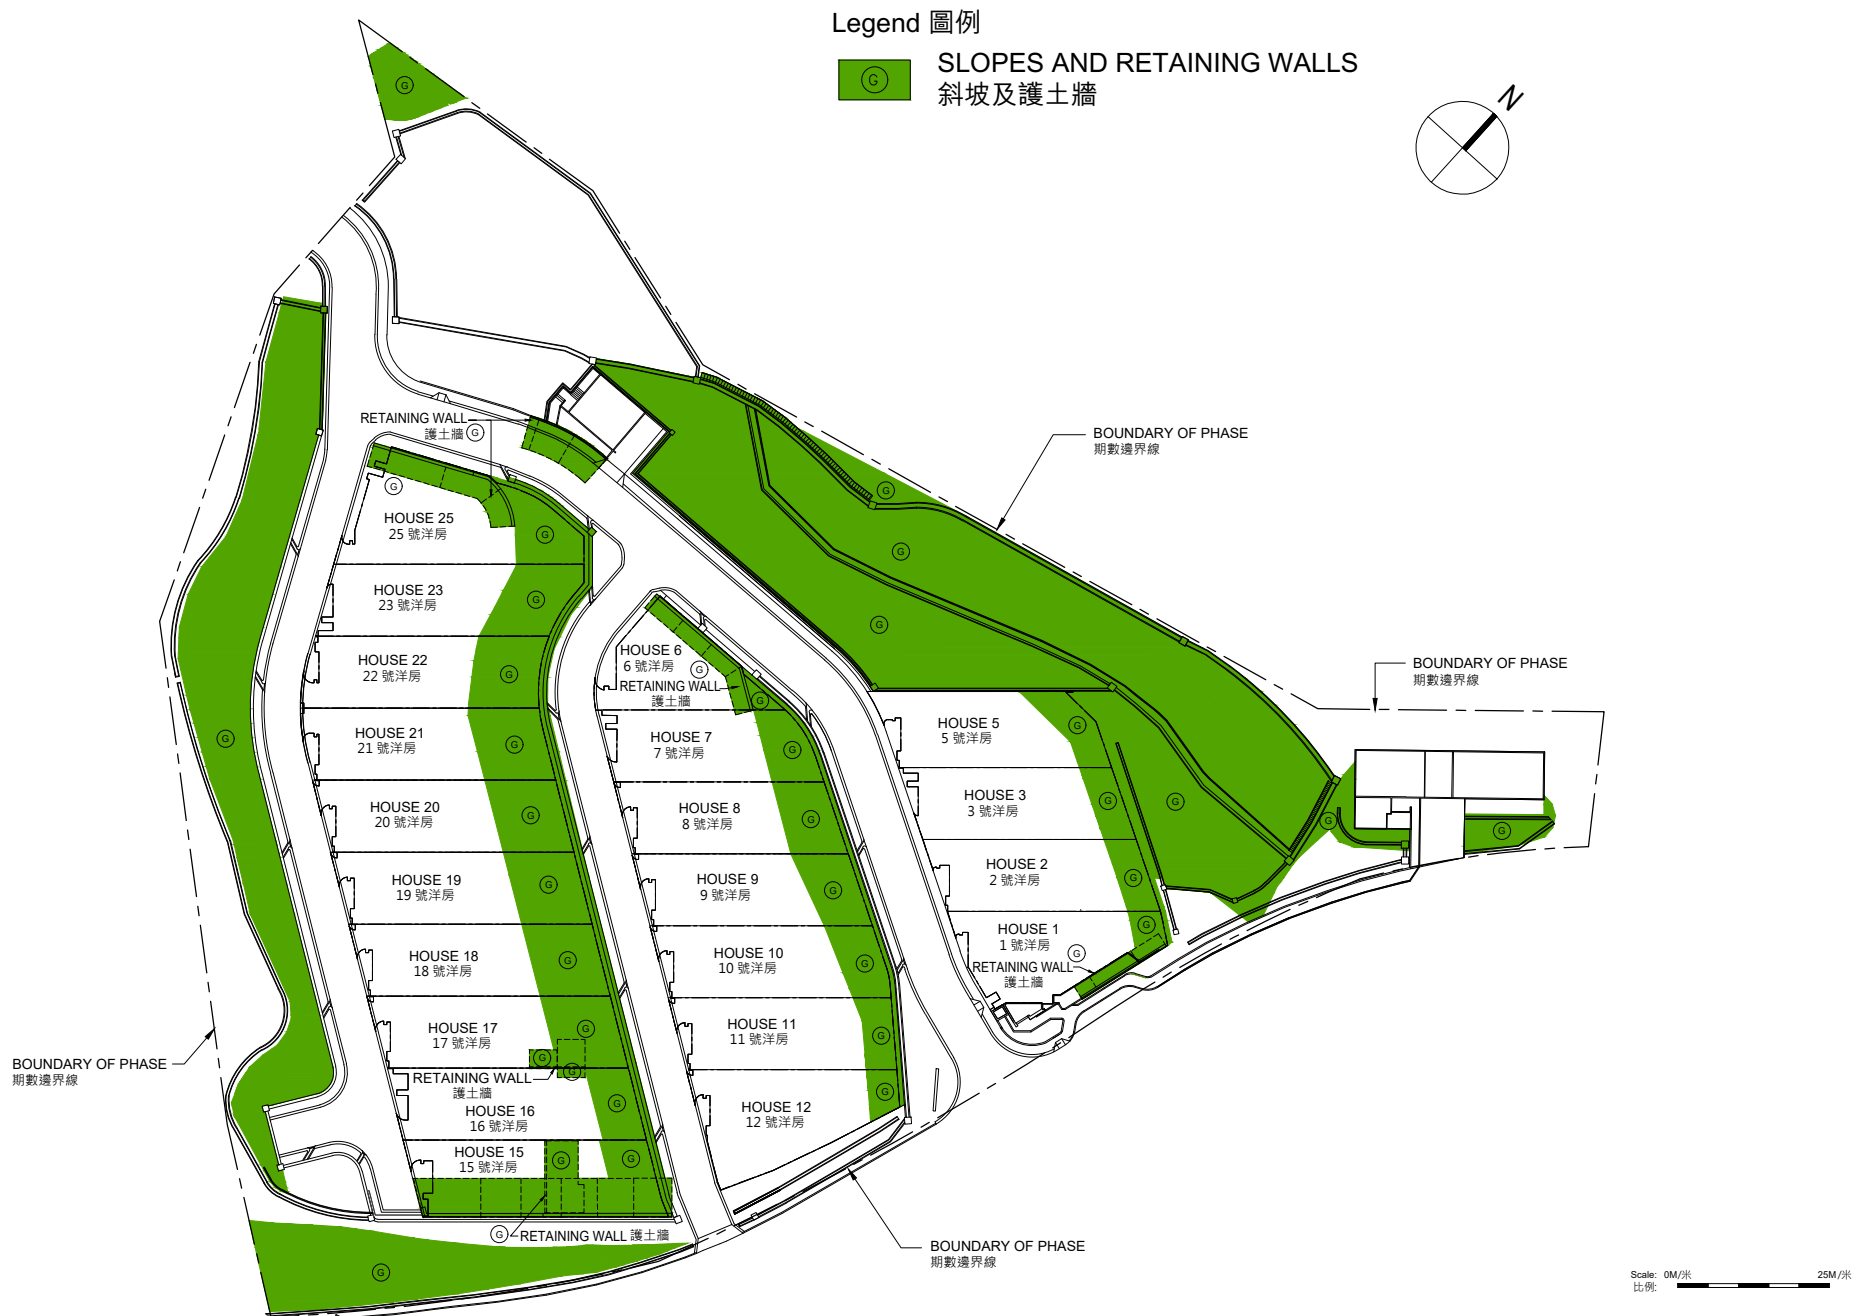 Legend 圖例
G
SLOPES AND RETAINING WALLS
斜坡及護土牆
N
G
RETAINING WALL
護土牆 G
BOUNDARY OF PHASE
期數邊界線
G
G
HOUSE 25
25 號洋房
G
G
HOUSE 23
23 號洋房
G
G
HOUSE 6
6 號洋房
G
RETAINING WALL
護土牆
G
HOUSE 22
22 號洋房
G
BOUNDARY OF PHASE
期數邊界線
HOUSE 5
5 號洋房
G
HOUSE 21
21 號洋房
G
G
HOUSE 7
7 號洋房
G
HOUSE 3
3 號洋房
G
G
HOUSE 20
20 號洋房
G
HOUSE 8
8 號洋房
G
G
G
HOUSE 2
2 號洋房
G
HOUSE 19
19 號洋房
G
HOUSE 9
9 號洋房
G
HOUSE 1
1 號洋房
G
G
RETAINING WALL
護土牆
HOUSE 18
18 號洋房
G
HOUSE 10
10 號洋房
G
HOUSE 17
17 號洋房
G
G
G
HOUSE 11
11 號洋房
G
BOUNDARY OF PHASE
期數邊界線
RETAINING WALL
護土牆
HOUSE 16
16 號洋房
G
HOUSE 12
12 號洋房
G
HOUSE 15
15 號洋房
G
G
G RETAINING WALL 護土牆
BOUNDARY OF PHASE
期數邊界線
G
Scale: 0M/米 25M/米
比例: